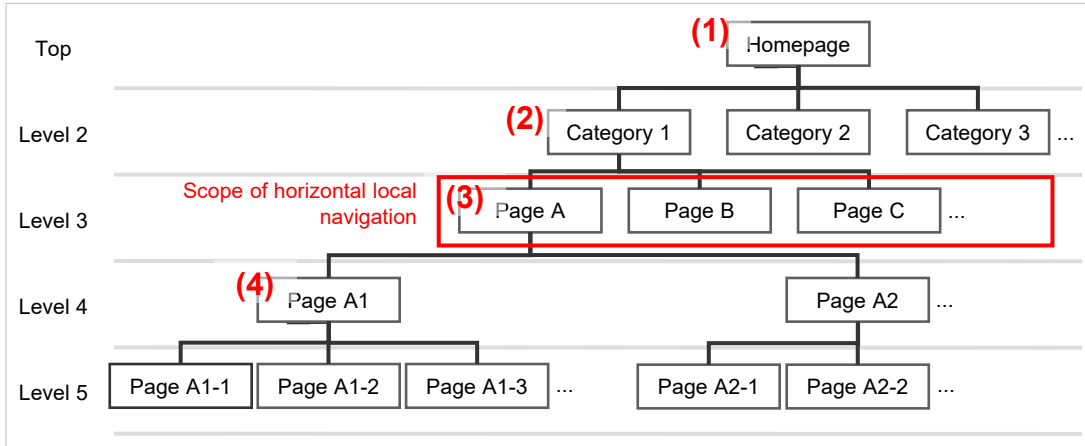 Top
(1)
Homepage
Level 2
(2)
Category 1
Category 2
Category 3
...
Scope of horizontal local
navigation
Level 3
(3)
Page A
Page B
Page C
...
Level 4
(4)
Page A1
Page A2
...
Level 5
Page A1-1
Page A1-2
Page A1-3
...
Page A2-1
Page A2-2
...